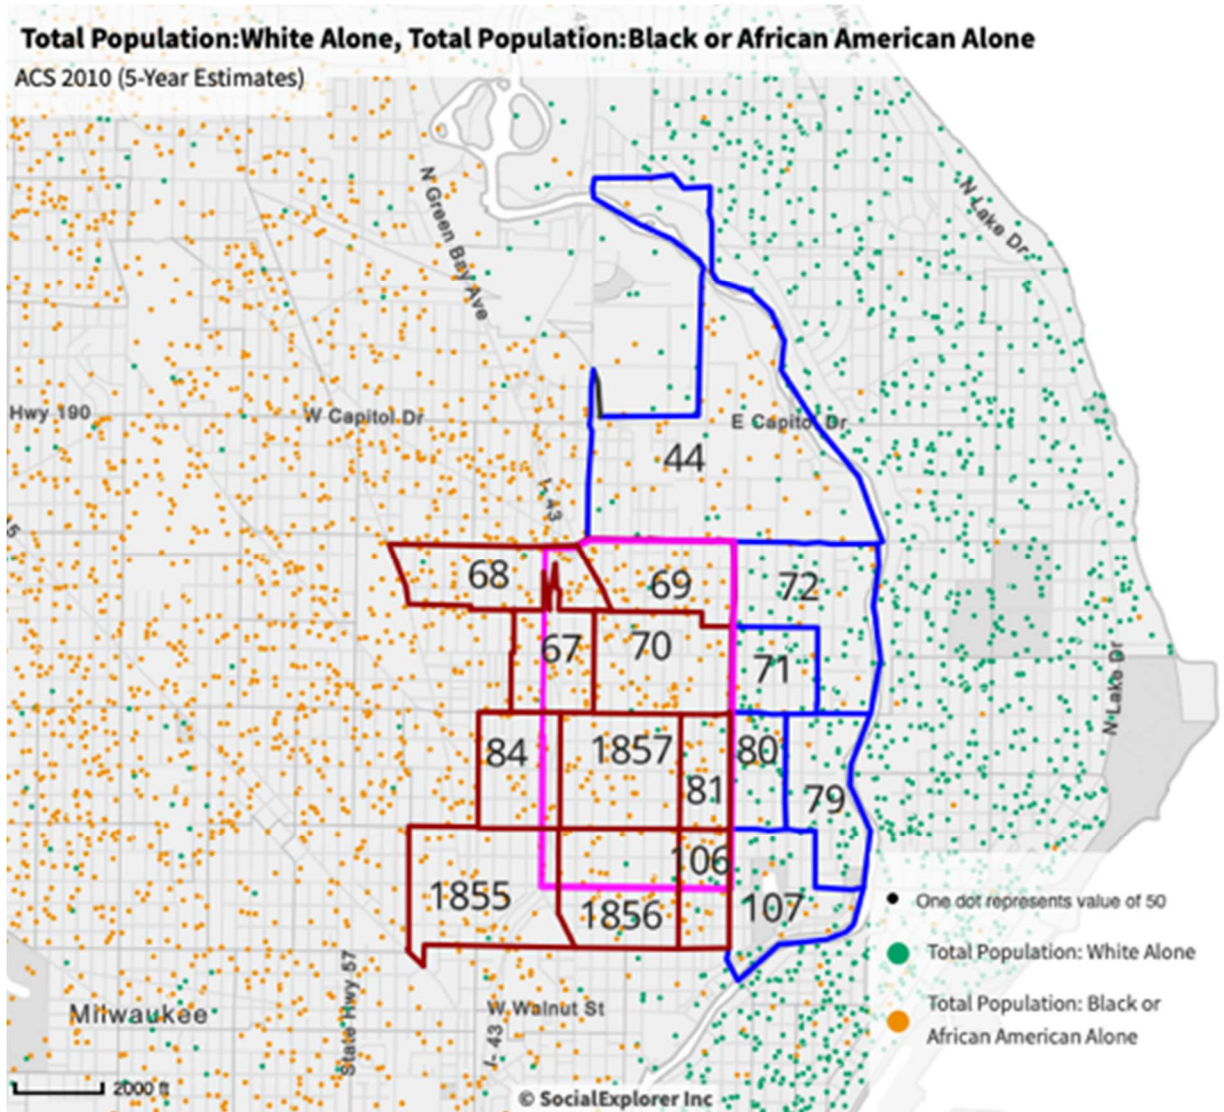 Total Population:White Alone, Total Population:Black or African American Alone
ACS 2010 (5-Year Estimates)
N Green Bay Ave
N Lake Dr
Hwy 190
W Capitol Dr
E Capitol Dr
44
I- 43
68
69
72
67
70
71
N Lake Dr
84
1857
80
81
79
106
1855
1856
107
One dot represents value of 50
Total Population: White Alone
Total Population: Black or
African American Alone
State Hwy 57
Milwaukee
W Walnut St
I- 43
2000 ft
© SocialExplorer Inc